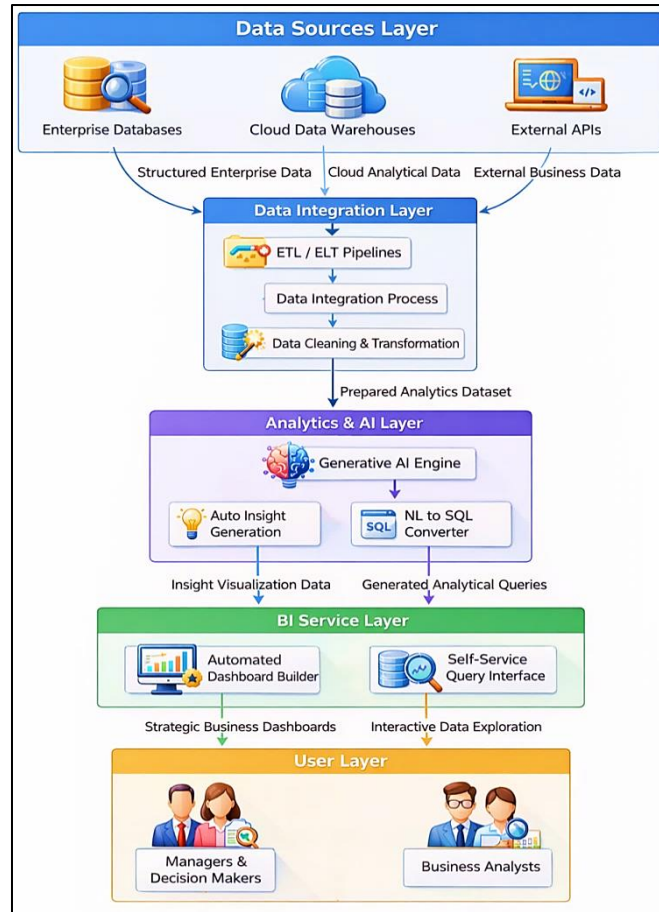 Data Sources Layer
Enterprise Databases
Cloud Data Warehouses
External APIs
Structured Enterprise Data
Cloud Analytical Data
External Business Data
Data Integration Layer
ETL / ELT Pipelines
Data Integration Process
Data Cleaning & Transformation
Prepared Analytics Dataset
Analytics & AI Layer
Generative AI Engine
Auto Insight
Generation
SQL
NL to SQL
Converter
Insight Visualization Data
Generated Analytical Queries
BI Service Layer
Automated
Dashboard Builder
Self-Service
Query Interface
Strategic Business Dashboards
Interactive Data Exploration
User Layer
Managers &
Decision Makers
Business Analysts